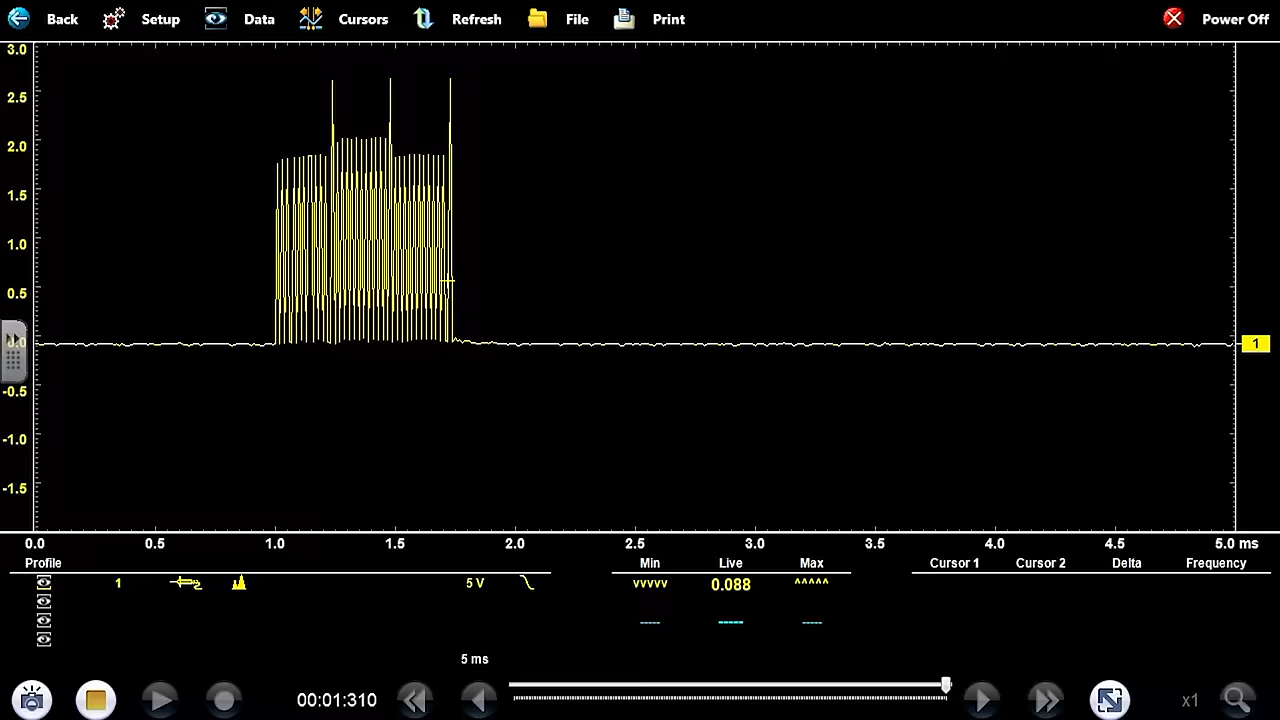 Back Setup Data Cursors Refresh File Print Power Off
3.0
2.5
2.0
1.5
1.0
0.5
0.0
-0.5
-1.0
-1.5
1
0.0 0.5 1.0 1.5 2.0 2.5 3.0 3.5 4.0 4.5 5.0 ms
Profile Min Live Max Cursor 1 Cursor 2 Delta Frequency
1 5 V vvvvv 0.088 ^^^^^
----- ----- -----
5 ms
00:01:310 x1